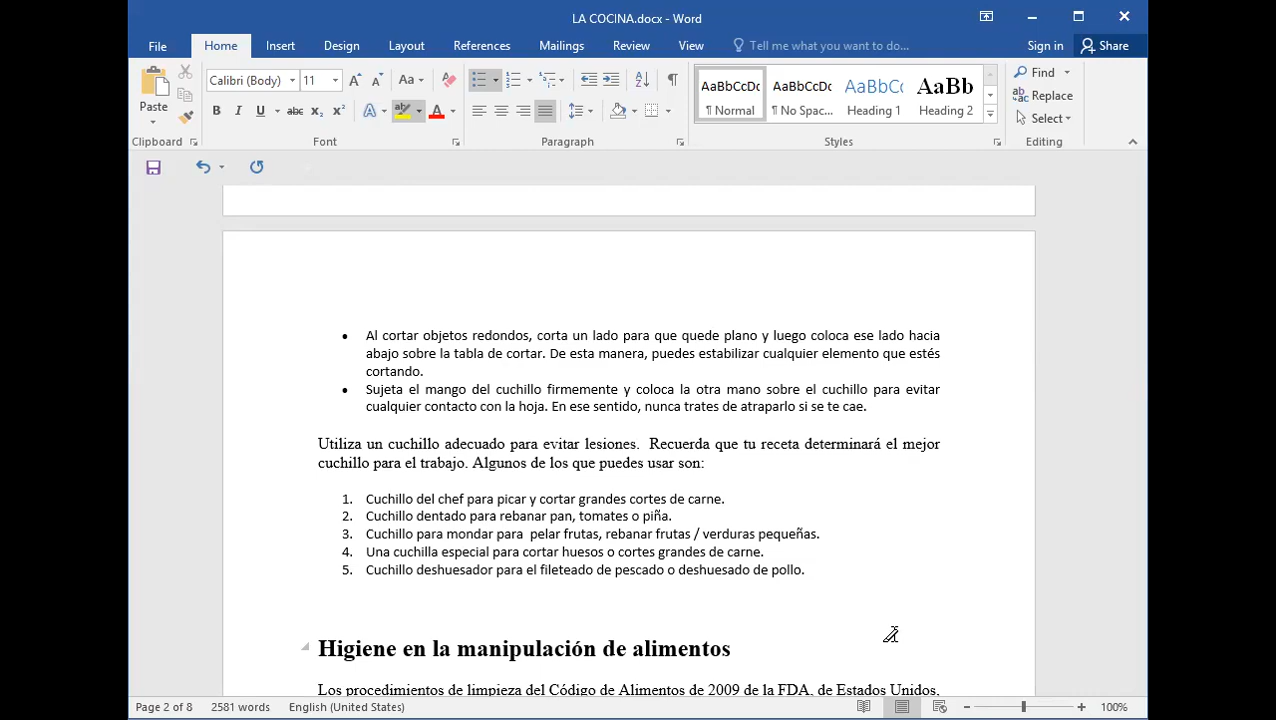 LA COCINA.docx - Word
File Home Insert Design Layout References Mailings Review View Tell me what you want to do... Sign in Share
Paste
Clipboard
Calibri (Body) 11
Aa
B I U abc x₂ x² A aby A
Font
Paragraph
AaBbCcDc AaBbCcDc AaBbCc AaBb
¶ Normal ¶ No Spac... Heading 1 Heading 2
Styles
Find
Replace
Select
Editing
• Al cortar objetos redondos, corta un lado para que quede plano y luego coloca ese lado hacia
abajo sobre la tabla de cortar. De esta manera, puedes estabilizar cualquier elemento que estés
cortando.
• Sujeta el mango del cuchillo firmemente y coloca la otra mano sobre el cuchillo para evitar
cualquier contacto con la hoja. En ese sentido, nunca trates de atraparlo si se te cae.
Utiliza un cuchillo adecuado para evitar lesiones.  Recuerda que tu receta determinará el mejor
cuchillo para el trabajo. Algunos de los que puedes usar son:
1. Cuchillo del chef para picar y cortar grandes cortes de carne.
2. Cuchillo dentado para rebanar pan, tomates o piña.
3. Cuchillo para mondar para  pelar frutas, rebanar frutas / verduras pequeñas.
4. Una cuchilla especial para cortar huesos o cortes grandes de carne.
5. Cuchillo deshuesador para el fileteado de pescado o deshuesado de pollo.
Higiene en la manipulación de alimentos
Los procedimientos de limpieza del Código de Alimentos de 2009 de la FDA, de Estados Unidos,
Page 2 of 8 2581 words English (United States) 100%